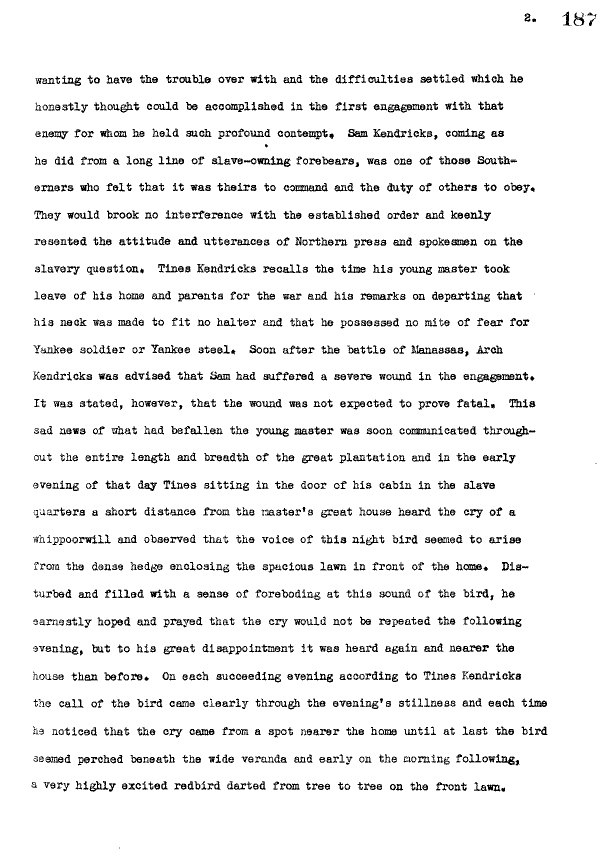 2. 187
wanting to have the trouble over with and the difficulties settled which he
honestly thought could be accomplished in the first engagement with that
enemy for whom he held such profound contempt. Sam Kendricks, coming as
he did from a long line of slave-owning forebears, was one of those South-
erners who felt that it was theirs to command and the duty of others to obey.
They would brook no interference with the established order and keenly
resented the attitude and utterances of Northern press and spokesmen on the
slavery question. Tines Kendricks recalls the time his young master took
leave of his home and parents for the war and his remarks on departing that
his neck was made to fit no halter and that he possessed no mite of fear for
Yankee soldier or Yankee steel. Soon after the battle of Manassas, Arch
Kendricks was advised that Sam had suffered a severe wound in the engagement.
It was stated, however, that the wound was not expected to prove fatal. This
sad news of what had befallen the young master was soon communicated through-
out the entire length and breadth of the great plantation and in the early
evening of that day Tines sitting in the door of his cabin in the slave
quarters a short distance from the master's great house heard the cry of a
whippoorwill and observed that the voice of this night bird seemed to arise
from the dense hedge enclosing the spacious lawn in front of the home. Dis-
turbed and filled with a sense of foreboding at this sound of the bird, he
earnestly hoped and prayed that the cry would not be repeated the following
evening, but to his great disappointment it was heard again and nearer the
house than before. On each succeeding evening according to Tines Kendricks
the call of the bird came clearly through the evening's stillness and each time
he noticed that the cry came from a spot nearer the home until at last the bird
seemed perched beneath the wide veranda and early on the morning following,
a very highly excited redbird darted from tree to tree on the front lawn.